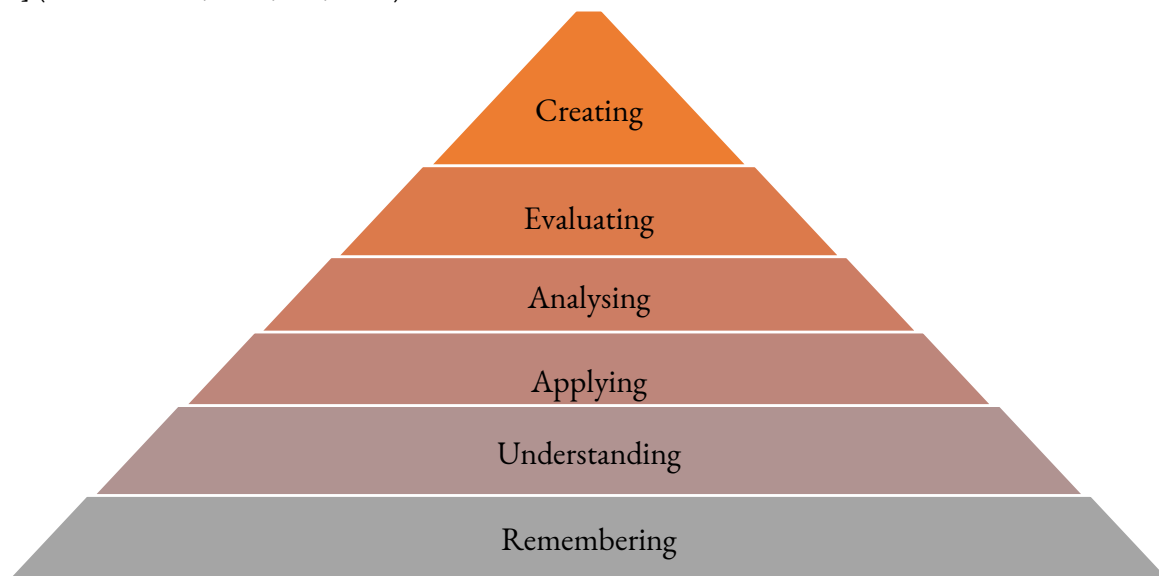 Creating
Evaluating
Analysing
Applying
Understanding
Remembering